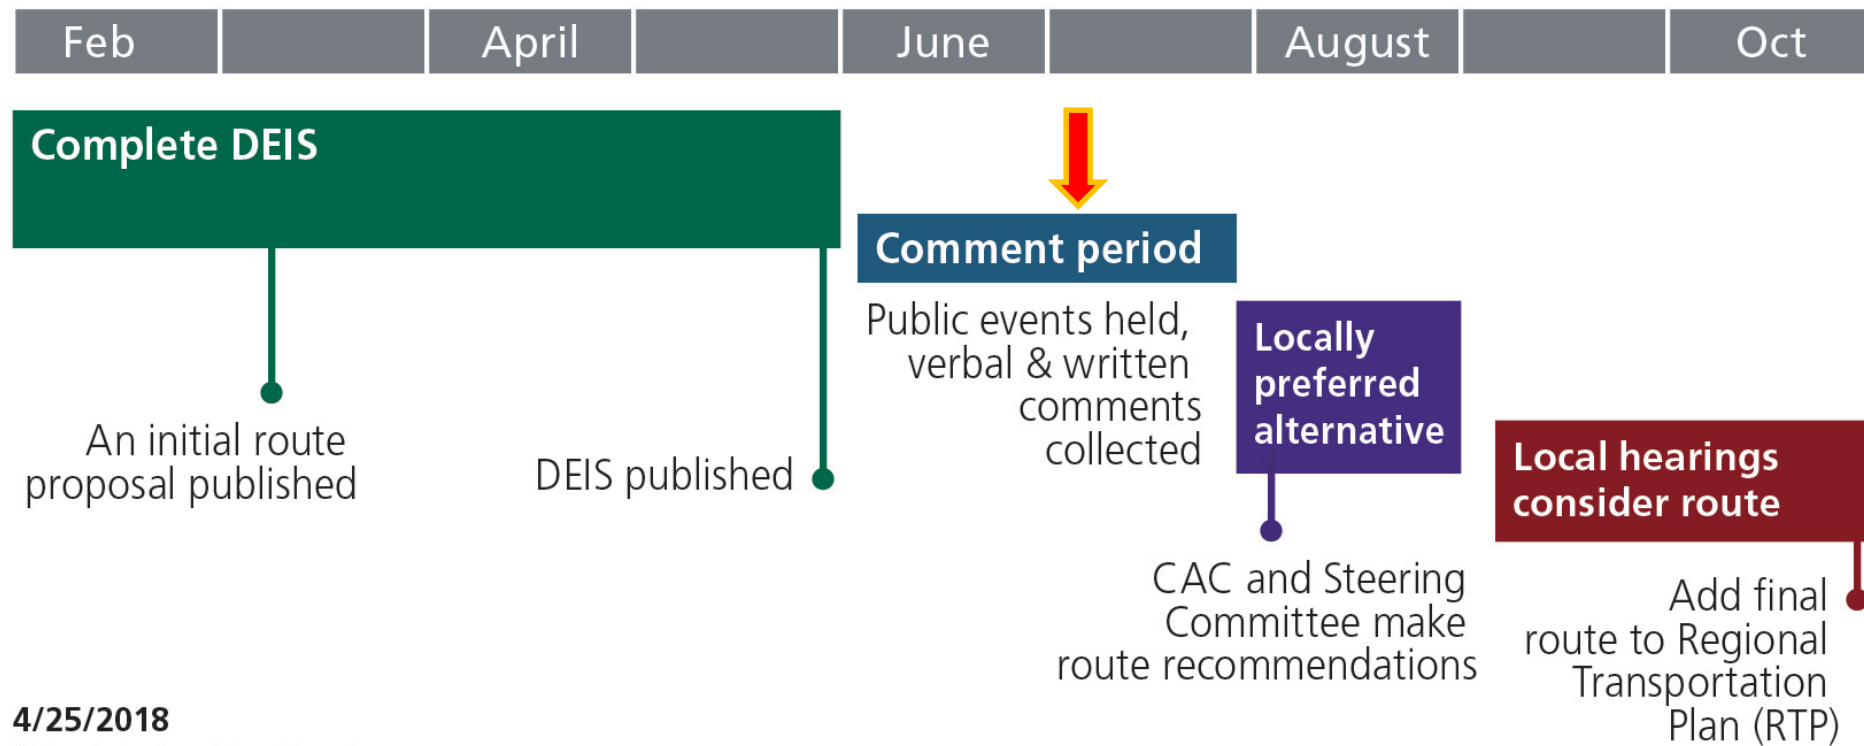 Feb
April
June
August
Oct
Complete DEIS
An initial route
proposal published
DEIS published
Comment period
Public events held,
verbal & written
comments
collected
Locally
preferred
alternative
CAC and Steering
Committee make
route recommendations
Local hearings
consider route
Add final
route to Regional
Transportation
Plan (RTP)
4/25/2018